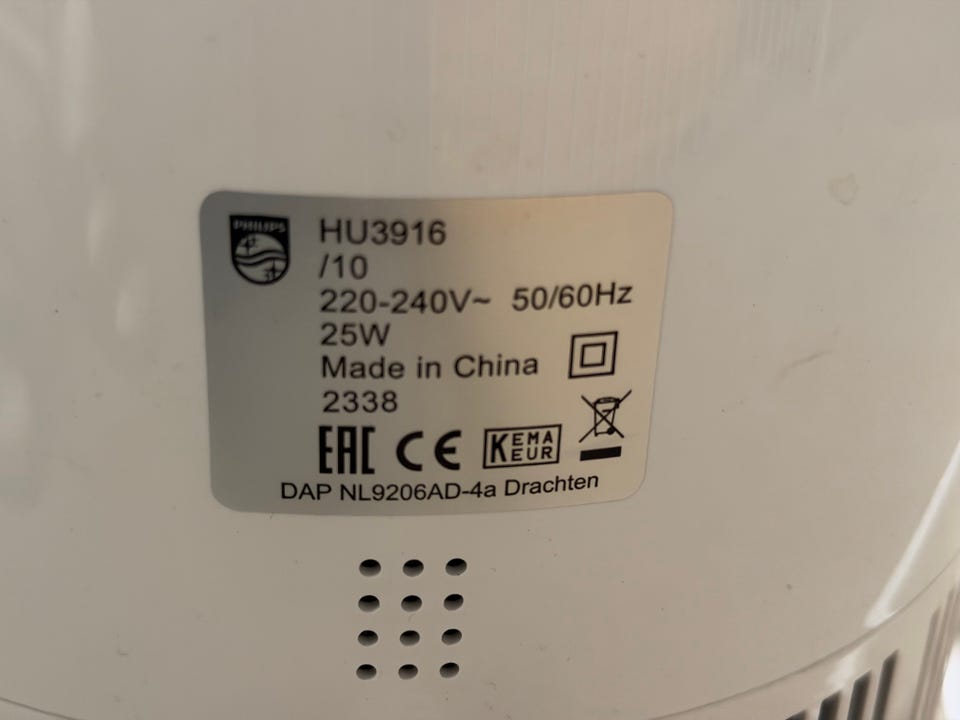 PHILIPS
HU3916
/10
220-240V~ 50/60Hz
25W
Made in China
2338
EAC CE KEMA EUR
DAP NL9206AD-4a Drachten